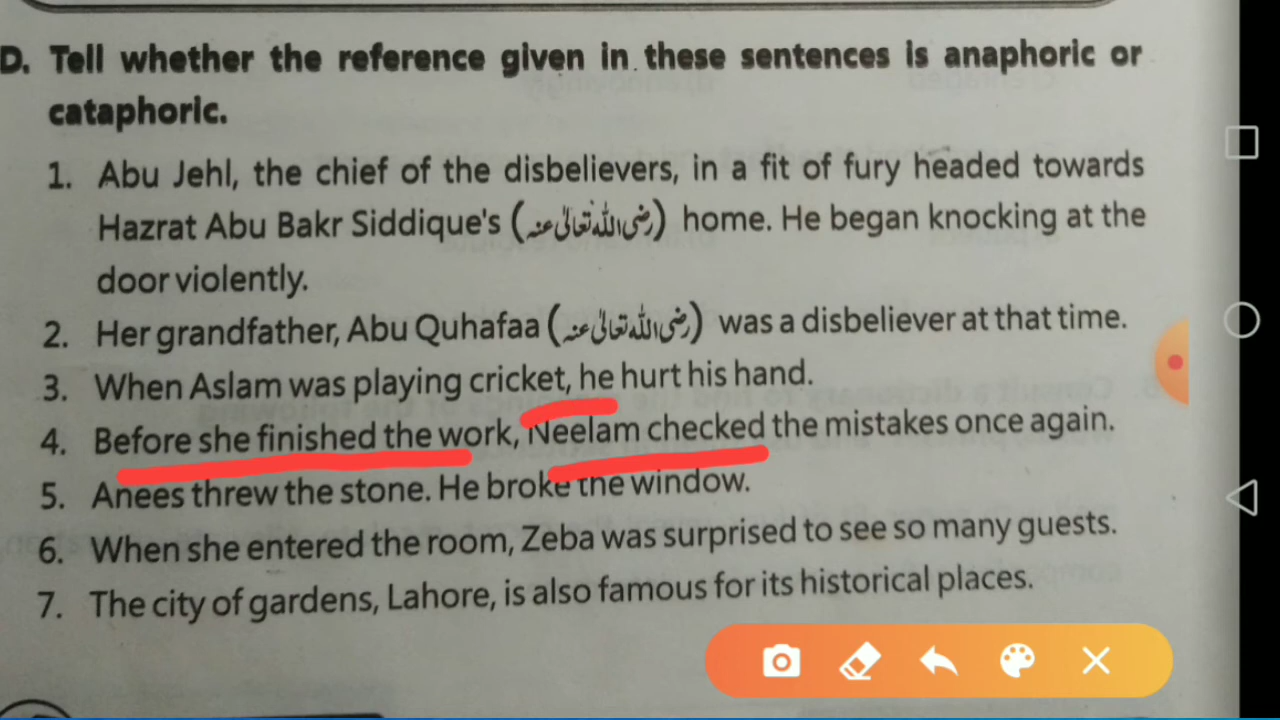 D. Tell whether the reference given in these sentences is anaphoric or
cataphoric.
1. Abu Jehl, the chief of the disbelievers, in a fit of fury headed towards
Hazrat Abu Bakr Siddique's (رضی اللہ تعالیٰ عنہ) home. He began knocking at the
door violently.
2. Her grandfather, Abu Quhafaa (رضی اللہ تعالیٰ عنہ) was a disbeliever at that time.
3. When Aslam was playing cricket, he hurt his hand.
4. Before she finished the work, Neelam checked the mistakes once again.
5. Anees threw the stone. He broke the window.
6. When she entered the room, Zeba was surprised to see so many guests.
7. The city of gardens, Lahore, is also famous for its historical places.